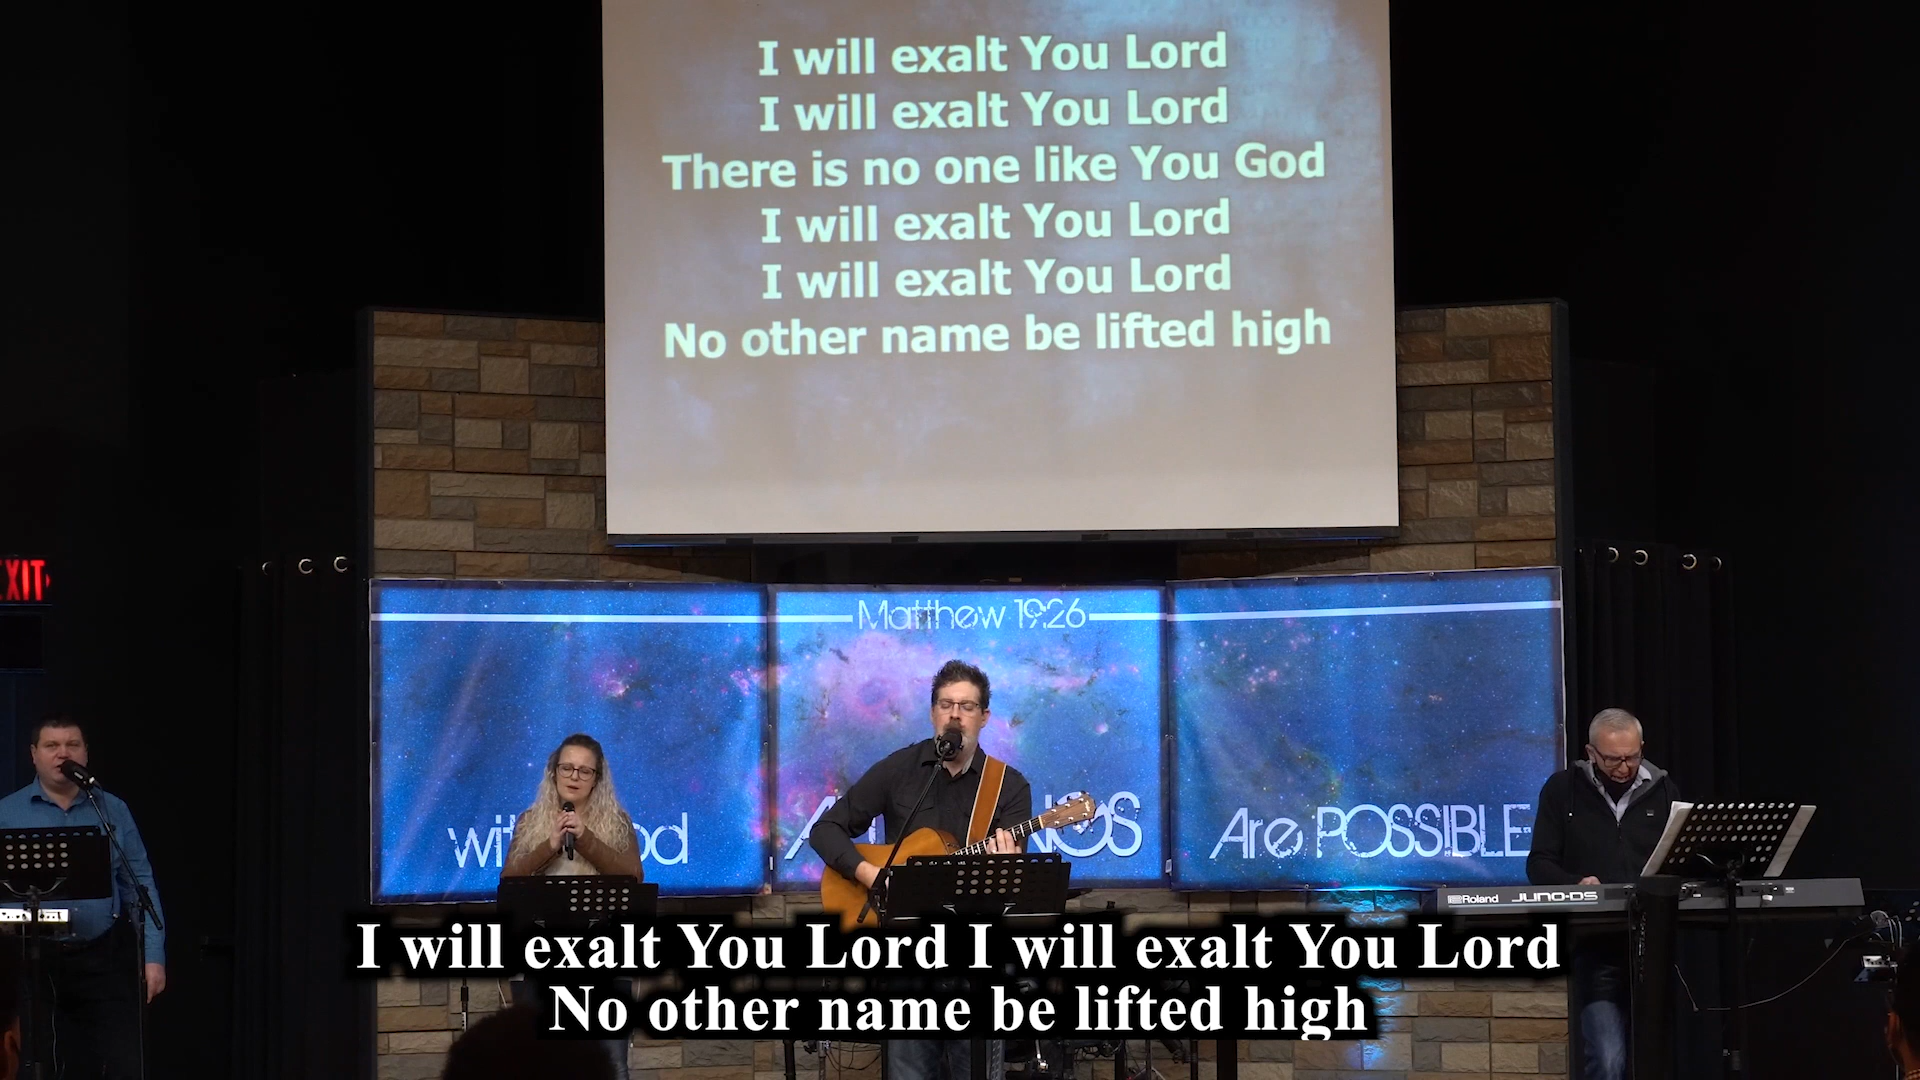 I will exalt You Lord
I will exalt You Lord
There is no one like You God
I will exalt You Lord
I will exalt You Lord
No other name be lifted high
EXIT
Matthew 19:26
Are POSSIBLE
Roland JUNO-DS
I will exalt You Lord I will exalt You Lord
No other name be lifted high